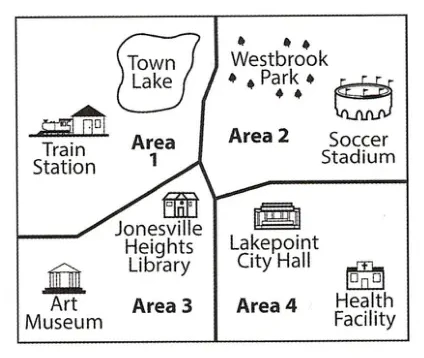 Town
Lake
Westbrook
Park
Train
Station
Area
1
Area 2
Soccer
Stadium
Jonesville
Heights
Library
Lakepoint
City Hall
Art
Museum
Area 3
Area 4
Health
Facility